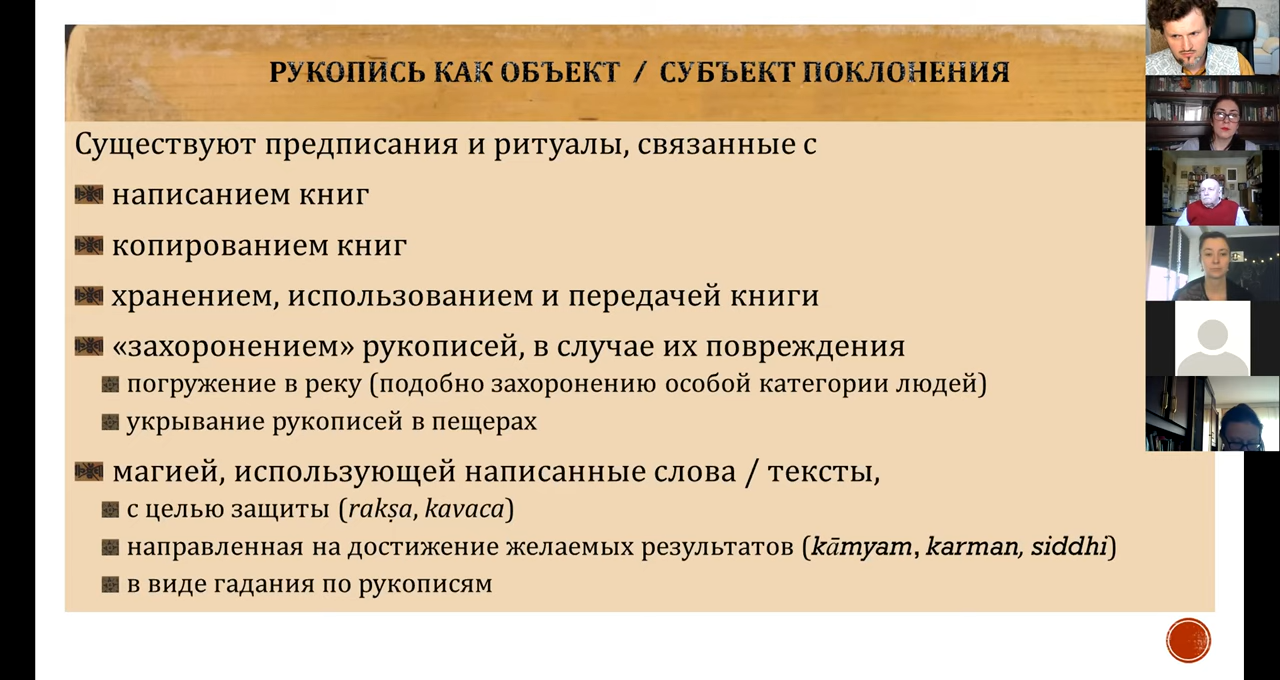 РУКОПИСЬ КАК ОБЪЕКТ / СУБЪЕКТ ПОКЛОНЕНИЯ
Существуют предписания и ритуалы, связанные с
написанием книг
копированием книг
хранением, использованием и передачей книги
«захоронением» рукописей, в случае их повреждения
погружение в реку (подобно захоронению особой категории людей)
укрывание рукописей в пещерах
магией, использующей написанные слова / тексты,
с целью защиты (rakṣa, kavaca)
направленная на достижение желаемых результатов (kāmyam, karman, siddhi)
в виде гадания по рукописям